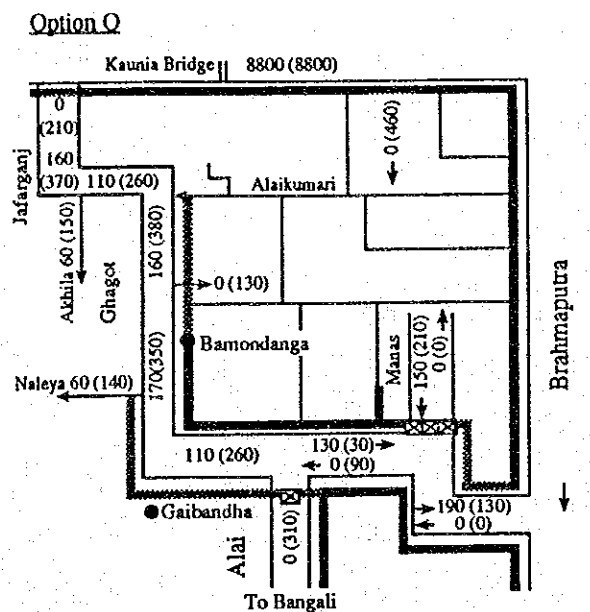 Option Q
Kaunia Bridge 8800 (8800)
0
(210)
160
(370) 110 (260)
0 (460)
Jafarganj
Alaikumari
Akhila 60 (150)
Ghagot
160 (380)
0 (130)
Brahmaputra
Bamondanga
Manas
150 (210)
0 (0)
170(350)
Naleya 60 (140)
130 (30)
110 (260)
0 (90)
190 (130)
0 (0)
Gaibandha
Alai
0 (310)
To Bangali